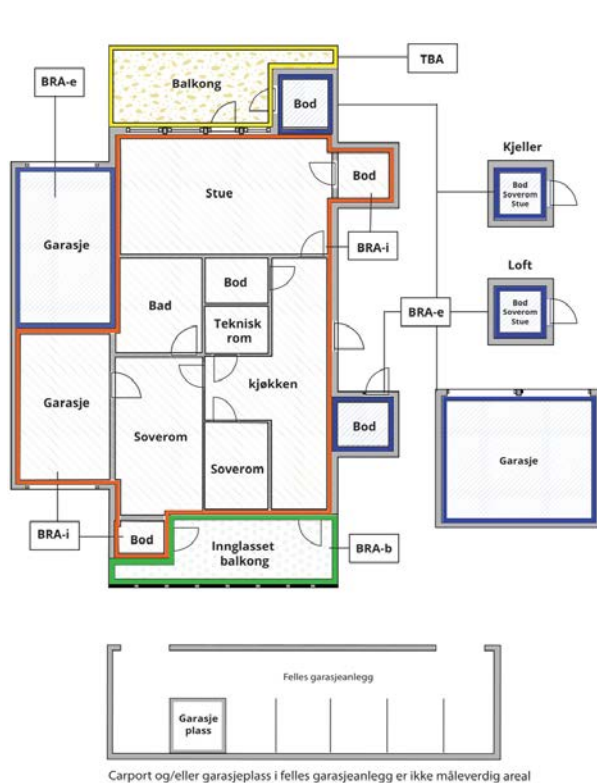 TBA
Balkong
BRA-e
Bod
Kjeller
Bod
Stue
Bod
Soverom
Stue
Garasje
BRA-i
Loft
Bod
Bad
BRA-e
Bod
Soverom
Stue
Teknisk
rom
Garasje
kjøkken
Bod
Garasje
Soverom
Soverom
BRA-i
Bod
Innglasset
balkong
BRA-b
Felles garasjeanlegg
Garasje
plass
Carport og/eller garasjeplass i felles garasjeanlegg er ikke måleverdig areal